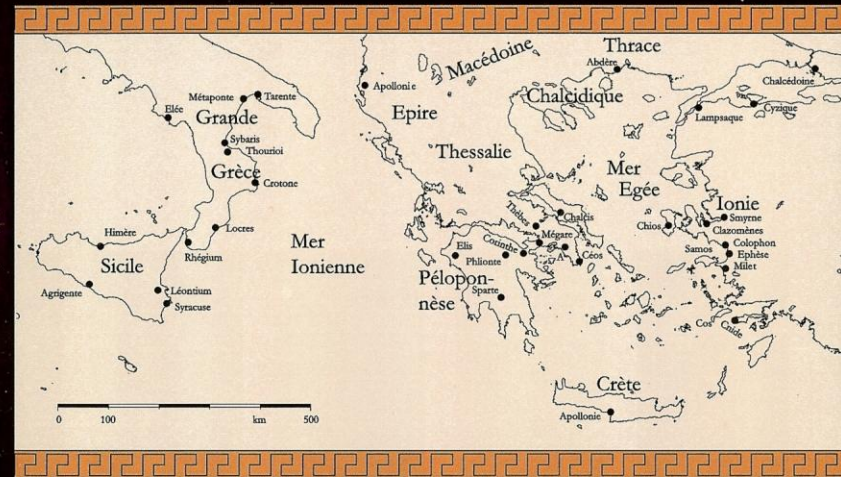 Macédoine
Thrace
Abdère
Apollonie
Chalcédoine
Métaponte
Tarente
Elée
Grande
Epire
Chalcidique
Lampsaque
Cyzique
Sybaris
Thourioi
Grèce
Crotone
Thessalie
Mer
Egée
Ionie
Smyrne
Chios
Clazomènes
Thèbes
Chalcis
Himère
Locres
Rhégium
Mer
Ionienne
Elis
Mégare
Corinthe
Phlionte
A.
Céos
Samos
Colophon
Ephèse
Milet
Sicile
Agrigente
Léontium
Syracuse
Pélopon-
nèse
Sparte
Cos
Cnide
Crète
Apollonie
0 100 km 500